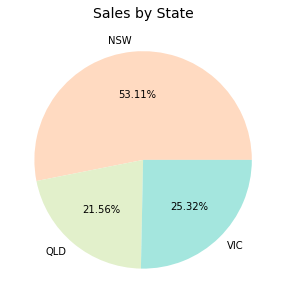 Sales by State
NSW
53.11%
21.56%
25.32%
QLD
VIC